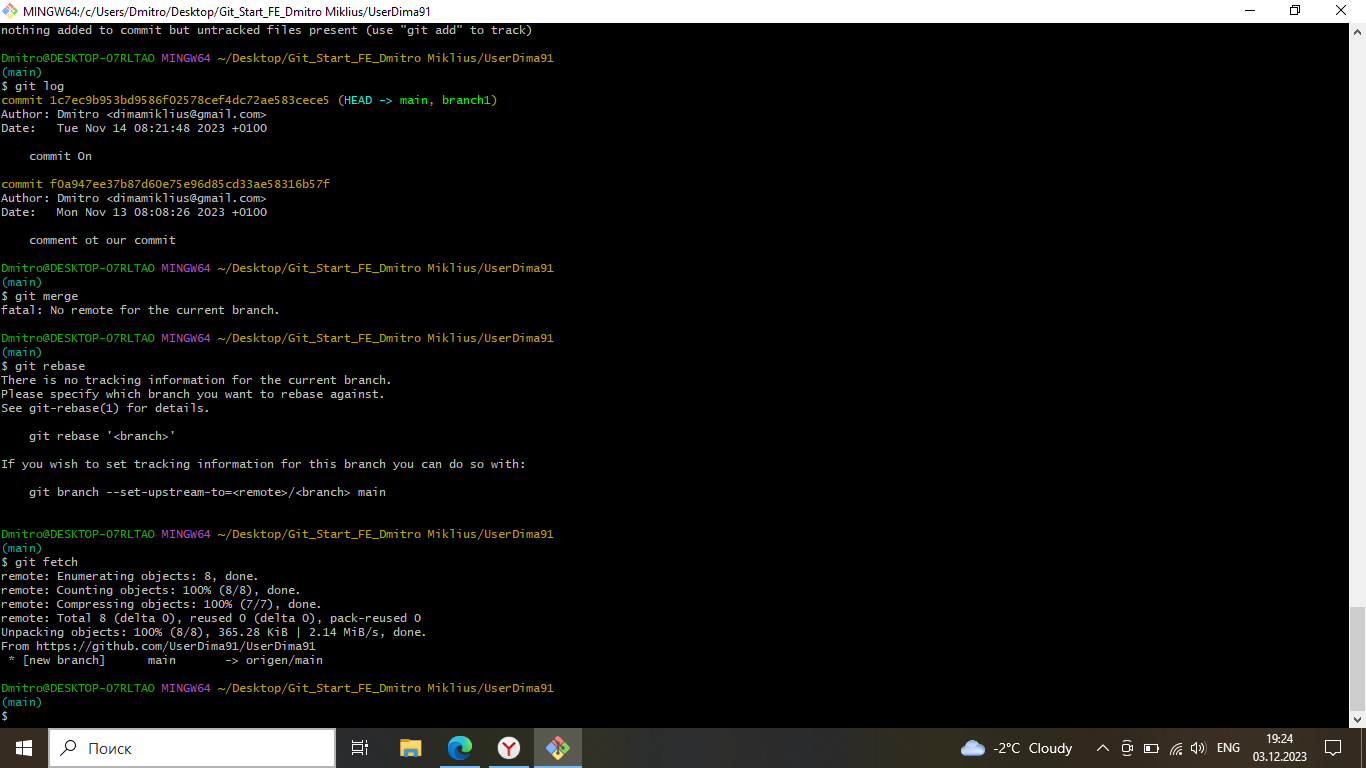 MINGW64:/c/Users/Dmitro/Desktop/Git_Start_FE_Dmitro Miklius/UserDima91
nothing added to commit but untracked files present (use "git add" to track)
Dmitro@DESKTOP-O7RLTAO MINGW64 ~/Desktop/Git_Start_FE_Dmitro Miklius/UserDima91
(main)
$ git log
commit 1c7ec9b953bd9586f02578cef4dc72ae583cece5 (HEAD -> main, branch1)
Author: Dmitro <dimamiklius@gmail.com>
Date:   Tue Nov 14 08:21:48 2023 +0100
    commit On
commit f0a947ee37b87d60e75e96d85cd33ae58316b57f
Author: Dmitro <dimamiklius@gmail.com>
Date:   Mon Nov 13 08:08:26 2023 +0100
    comment ot our commit
Dmitro@DESKTOP-O7RLTAO MINGW64 ~/Desktop/Git_Start_FE_Dmitro Miklius/UserDima91
(main)
$ git merge
fatal: No remote for the current branch.
Dmitro@DESKTOP-O7RLTAO MINGW64 ~/Desktop/Git_Start_FE_Dmitro Miklius/UserDima91
(main)
$ git rebase
There is no tracking information for the current branch.
Please specify which branch you want to rebase against.
See git-rebase(1) for details.
    git rebase '<branch>'
If you wish to set tracking information for this branch you can do so with:
    git branch --set-upstream-to=<remote>/<branch> main
Dmitro@DESKTOP-O7RLTAO MINGW64 ~/Desktop/Git_Start_FE_Dmitro Miklius/UserDima91
(main)
$ git fetch
remote: Enumerating objects: 8, done.
remote: Counting objects: 100% (8/8), done.
remote: Compressing objects: 100% (7/7), done.
remote: Total 8 (delta 0), reused 0 (delta 0), pack-reused 0
Unpacking objects: 100% (8/8), 365.28 KiB | 2.14 MiB/s, done.
From https://github.com/UserDima91/UserDima91
 * [new branch]      main       -> origen/main
Dmitro@DESKTOP-O7RLTAO MINGW64 ~/Desktop/Git_Start_FE_Dmitro Miklius/UserDima91
(main)
$
Поиск
-2°C Cloudy
ENG
19:24
03.12.2023